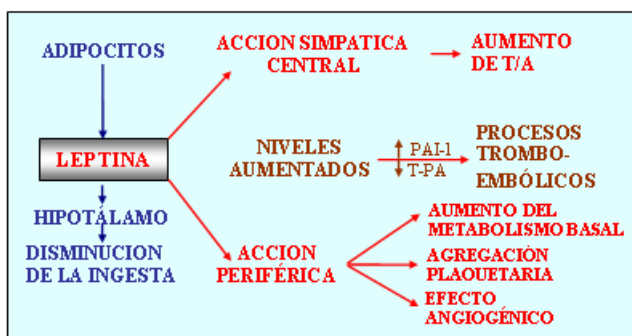 ADIPOCITOS
LEPTINA
HIPOTÁLAMO
DISMINUCION
DE LA INGESTA
ACCION SIMPATICA
CENTRAL
AUMENTO
DE T/A
NIVELES
AUMENTADOS
PAI-1
T-PA
PROCESOS
TROMBO-
EMBÓLICOS
ACCION
PERIFÉRICA
AUMENTO DEL
METABOLISMO BASAL
AGREGACIÓN
PLAQUETARIA
EFECTO
ANGIOGÉNICO